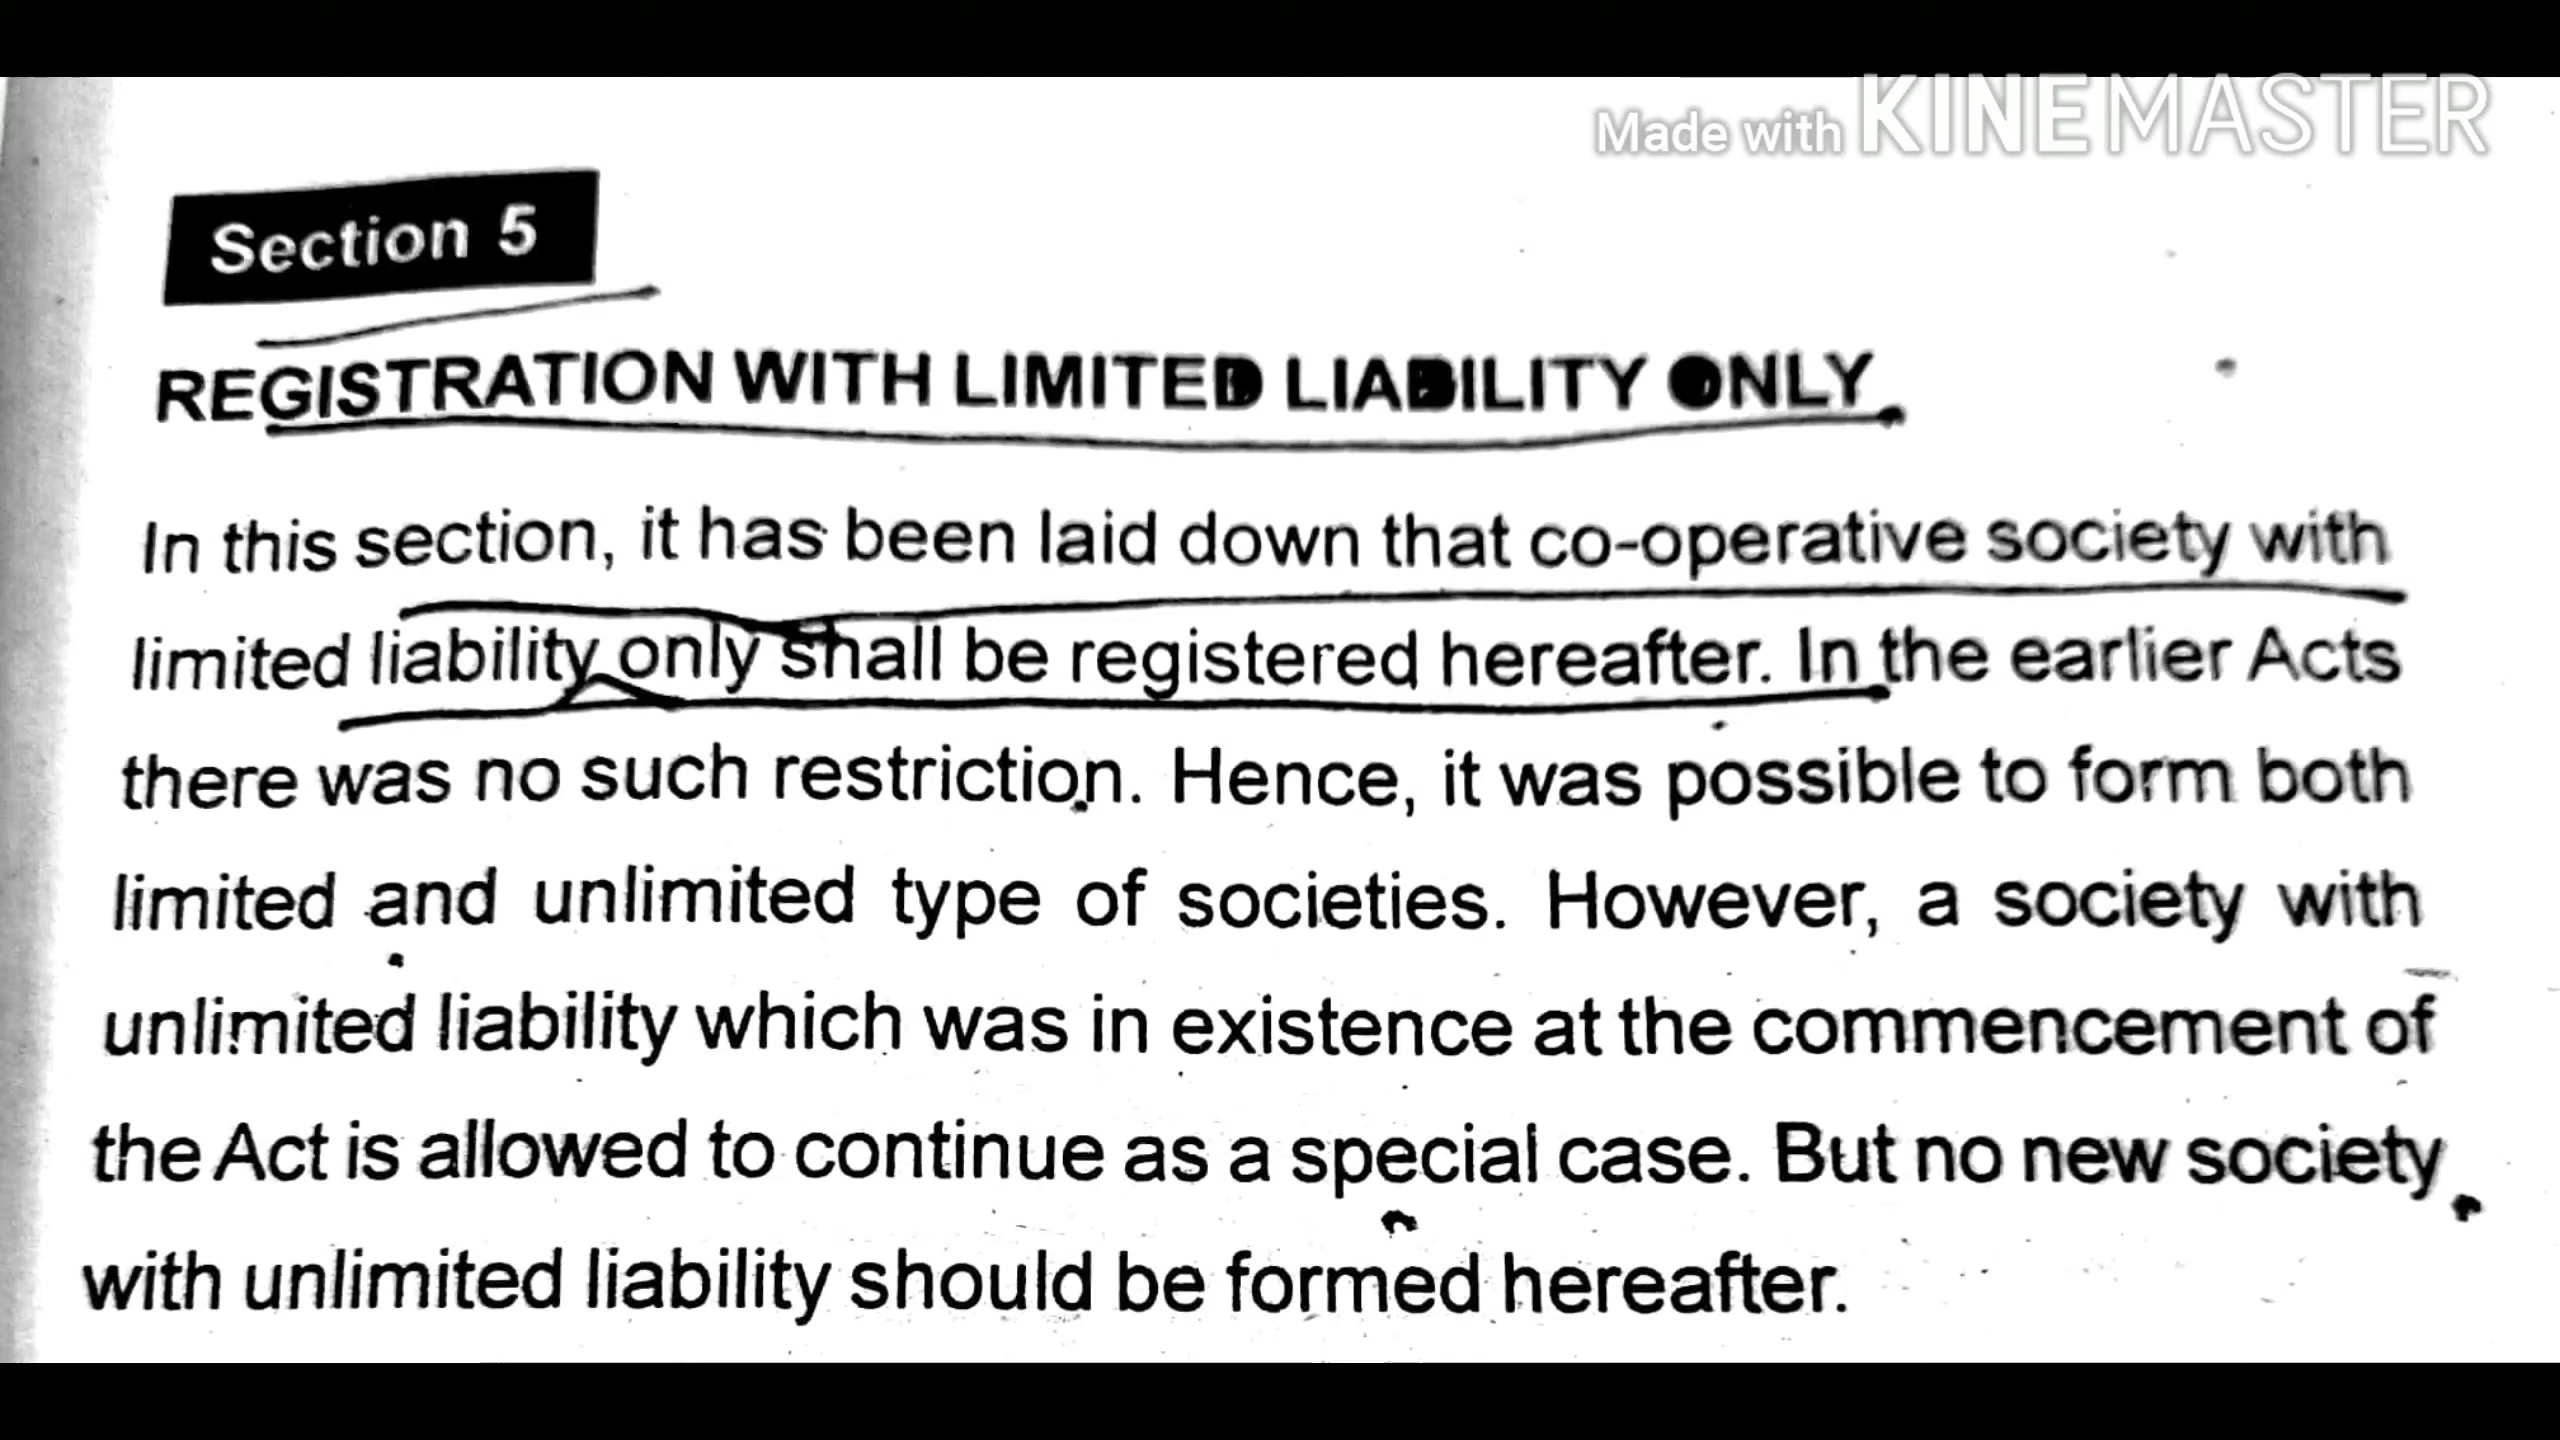 Made with KINEMASTER
Section 5
REGISTRATION WITH LIMITED LIABILITY ONLY
In this section, it has been laid down that co-operative society with
limited liability only shall be registered hereafter. In the earlier Acts
there was no such restriction. Hence, it was possible to form both
limited and unlimited type of societies. However, a society with
unlimited liability which was in existence at the commencement of
the Act is allowed to continue as a special case. But no new society
with unlimited liability should be formed hereafter.